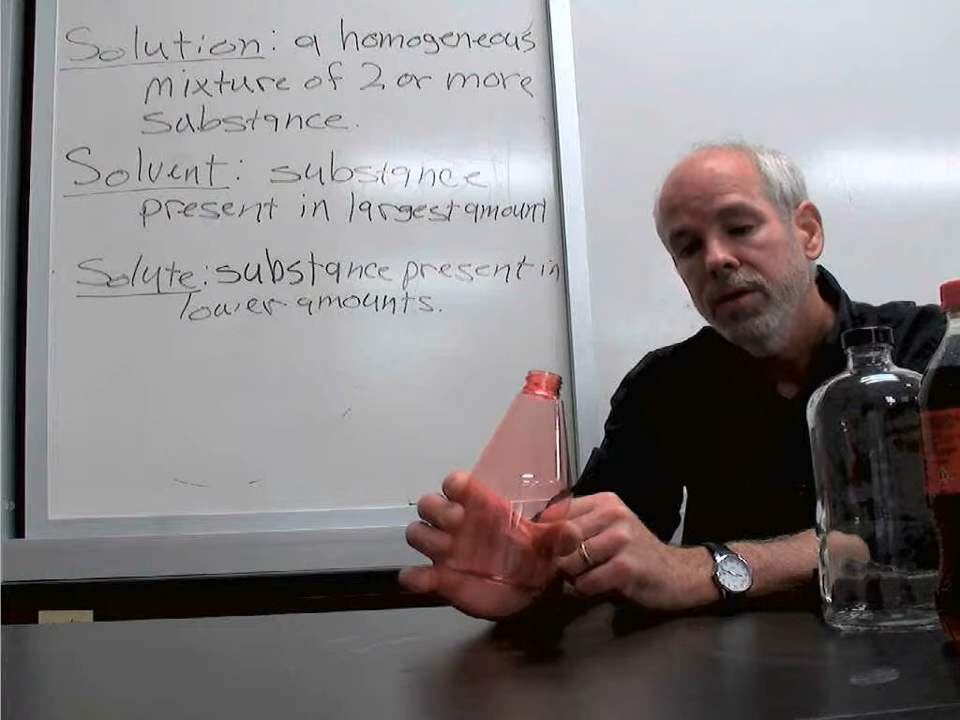 Solution: a homogeneous
mixture of 2 or more
substance.
Solvent: substance
present in largest amount
Solute: substance present in
lower amounts.